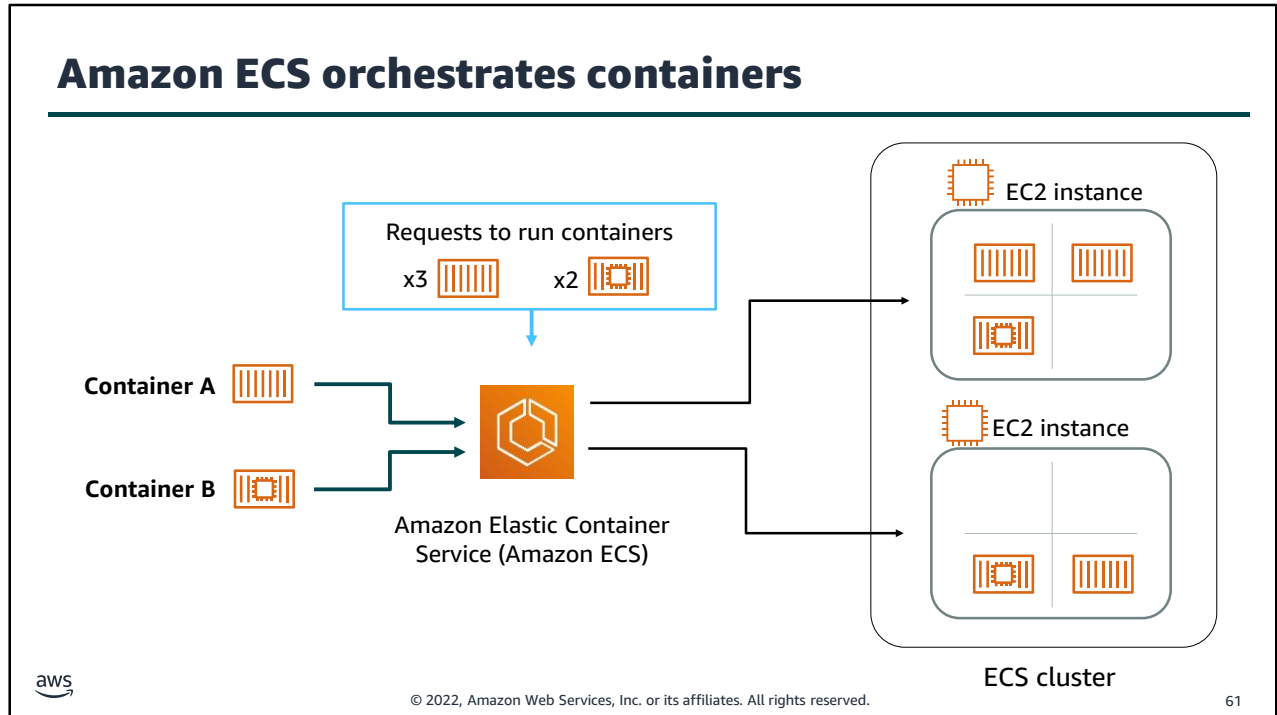 Amazon ECS orchestrates containers
Requests to run containers
x3
x2
Container A
Container B
Amazon Elastic Container
Service (Amazon ECS)
EC2 instance
EC2 instance
ECS cluster
aws
© 2022, Amazon Web Services, Inc. or its affiliates. All rights reserved.
61